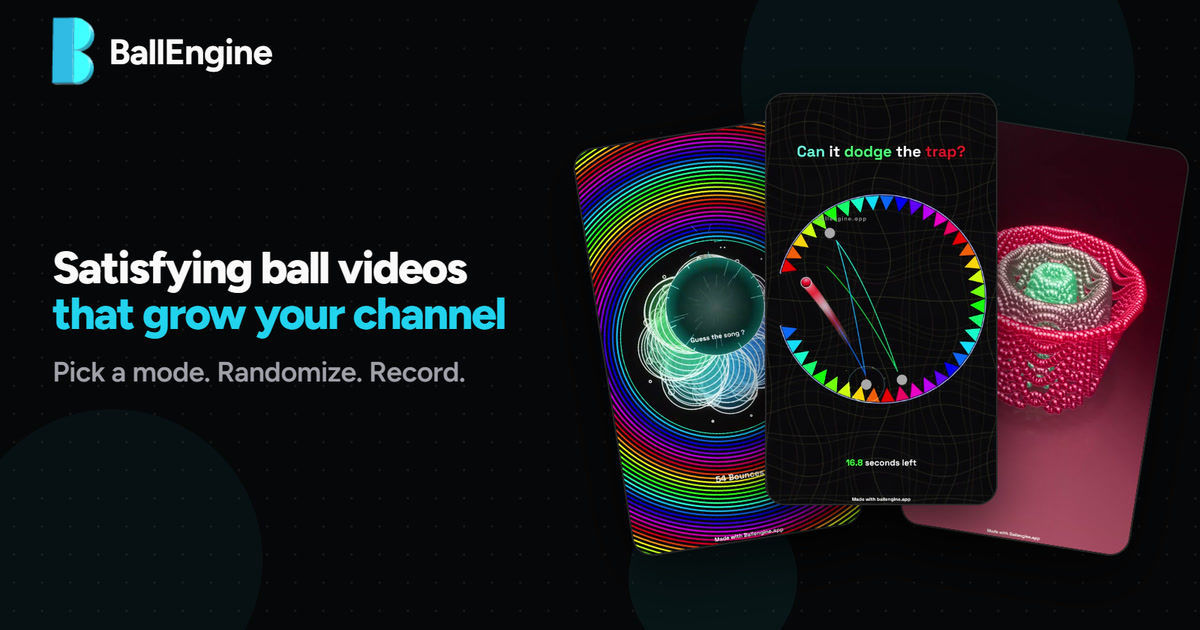 BallEngine
Satisfying ball videos
that grow your channel
Pick a mode. Randomize. Record.
Guess the song ?
54 Bounces
Made with Ballengine.app
Can it dodge the trap?
16.8 seconds left
Made with ballengine.app
Made with Ballengine.app